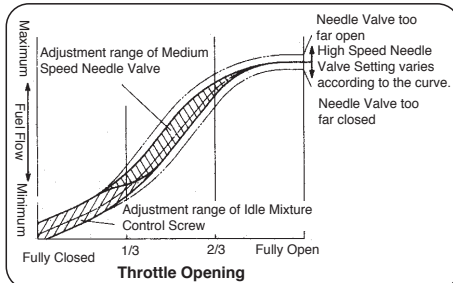 Maximum
Fuel Flow
Minimum
Adjustment range of Medium
Speed Needle Valve
Needle Valve too
far open
High Speed Needle
Valve Setting varies
according to the curve.
Needle Valve too
far closed
Adjustment range of Idle Mixture
Control Screw
Fully Closed
1/3
2/3
Fully Open
Throttle Opening